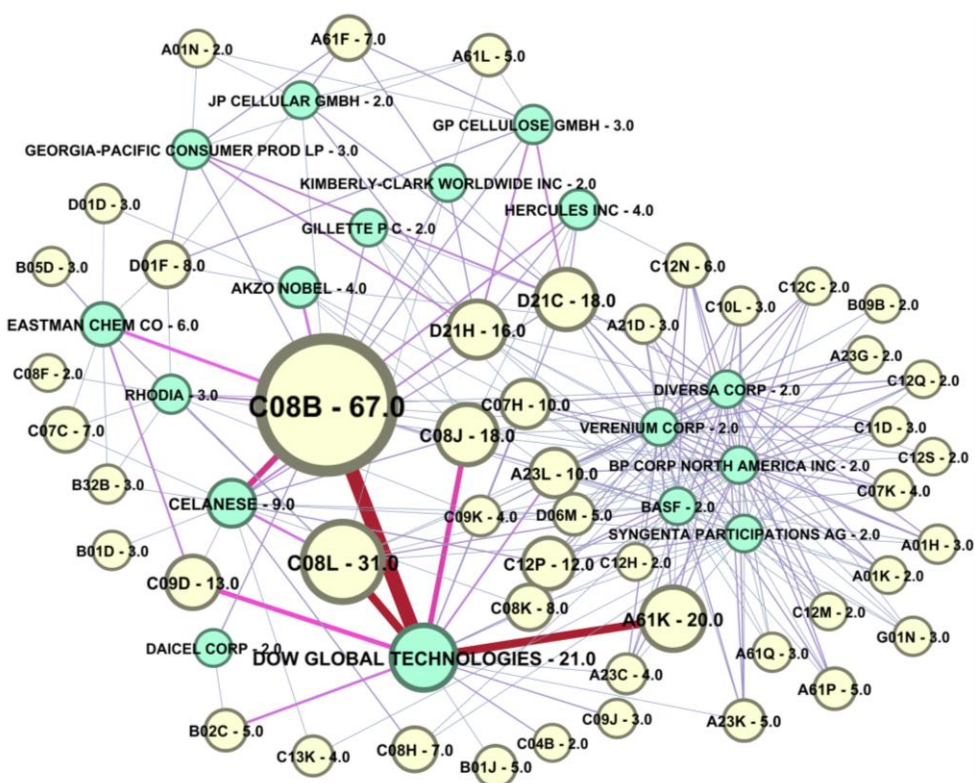 A61F - 7.0
A01N - 2.0
A61L - 5.0
JP CELLULAR GMBH - 2.0
GP CELLULOSE GMBH - 3.0
GEORGIA-PACIFIC CONSUMER PROD LP - 3.0
KIMBERLY-CLARK WORLDWIDE INC - 2.0
D01D - 3.0
HERCULES INC - 4.0
GILLETTE P C - 2.0
C12N - 6.0
B05D - 3.0
D01F - 8.0
C12C - 2.0
AKZO NOBEL - 4.0
D21C - 18.0
C10L - 3.0
B09B - 2.0
EASTMAN CHEM CO - 6.0
D21H - 16.0
A21D - 3.0
A23G - 2.0
C08F - 2.0
C12Q - 2.0
RHODIA - 3.0
DIVERSA CORP - 2.0
C08B - 67.0
C07H - 10.0
C07C - 7.0
C08J - 18.0
VERENIUM CORP - 2.0
C11D - 3.0
C12S - 2.0
BP CORP NORTH AMERICA INC - 2.0
A23L - 10.0
B32B - 3.0
C07K - 4.0
CELANESE - 9.0
BASF - 2.0
C09K - 4.0
D06M - 5.0
SYNGENTA PARTICIPATIONS AG - 2.0
A01H - 3.0
B01D - 3.0
C08L - 31.0
C12P - 12.0
C12H - 2.0
A01K - 2.0
C09D - 13.0
C08K - 8.0
C12M - 2.0
A61K - 20.0
G01N - 3.0
DAICEL CORP - 2.0
DOW GLOBAL TECHNOLOGIES - 21.0
A61Q - 3.0
A23C - 4.0
A61P - 5.0
C09J - 3.0
A23K - 5.0
B02C - 5.0
C04B - 2.0
C08H - 7.0
C13K - 4.0
B01J - 5.0